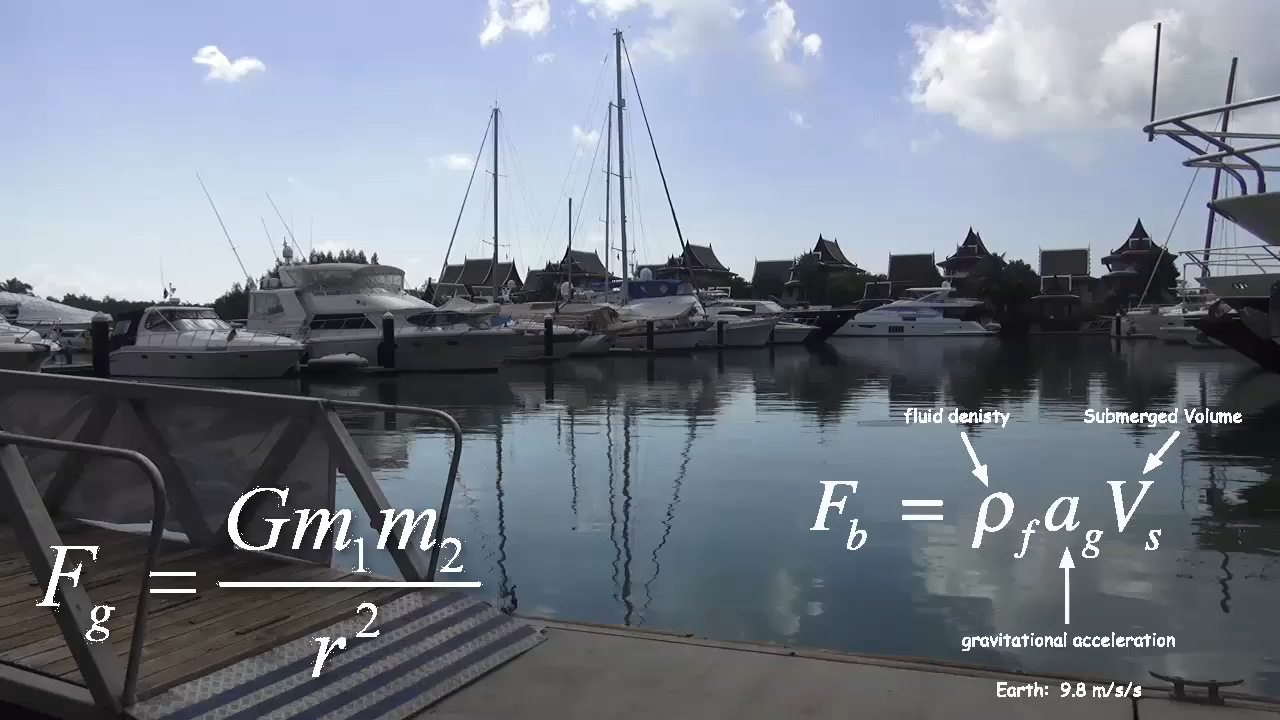 fluid denisty
Submerged Volume
F_b = ρ_f a_g V_s
F_g = Gm_1m_2 / r^2
gravitational acceleration
Earth: 9.8 m/s/s